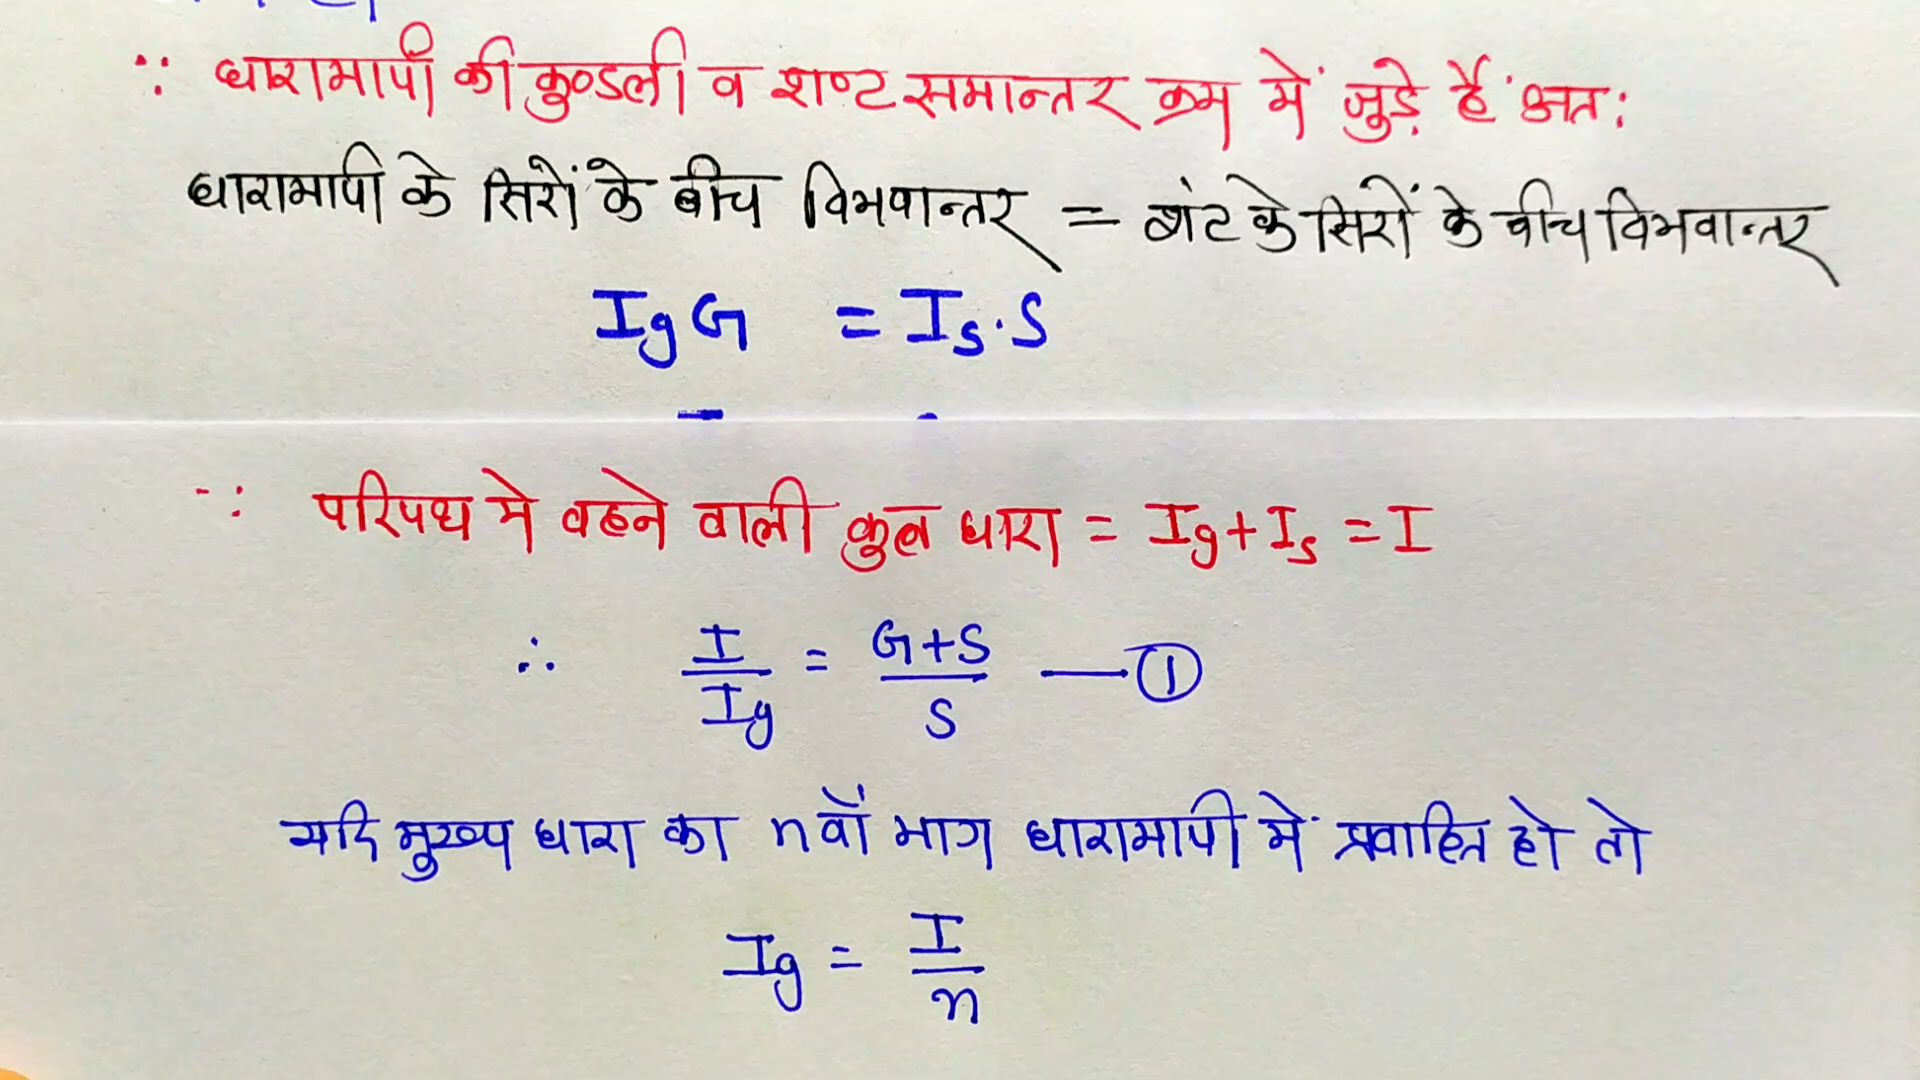 ∵ धारामापी की कुण्डली व शण्ट समान्तर क्रम में जुड़े हैं अत:
धारामापी के सिरों के बीच विभवान्तर = शंट के सिरों के बीच विभवान्तर
IgG = Is·S
∵ परिपथ मे वहने वाली कुल धारा = Ig+Is = I
∴ I/Ig = G+S/S —①
यदि मुख्य धारा का nवाँ भाग धारामापी में प्रवाहित हो तो
Ig = I/n